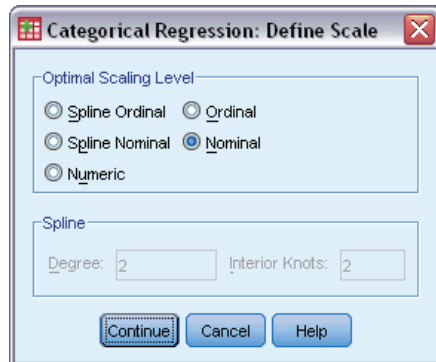 Categorical Regression: Define Scale
Optimal Scaling Level
Spline Ordinal Ordinal
Spline Nominal Nominal
Numeric
Spline
Degree: 2 Interior Knots: 2
Continue Cancel Help